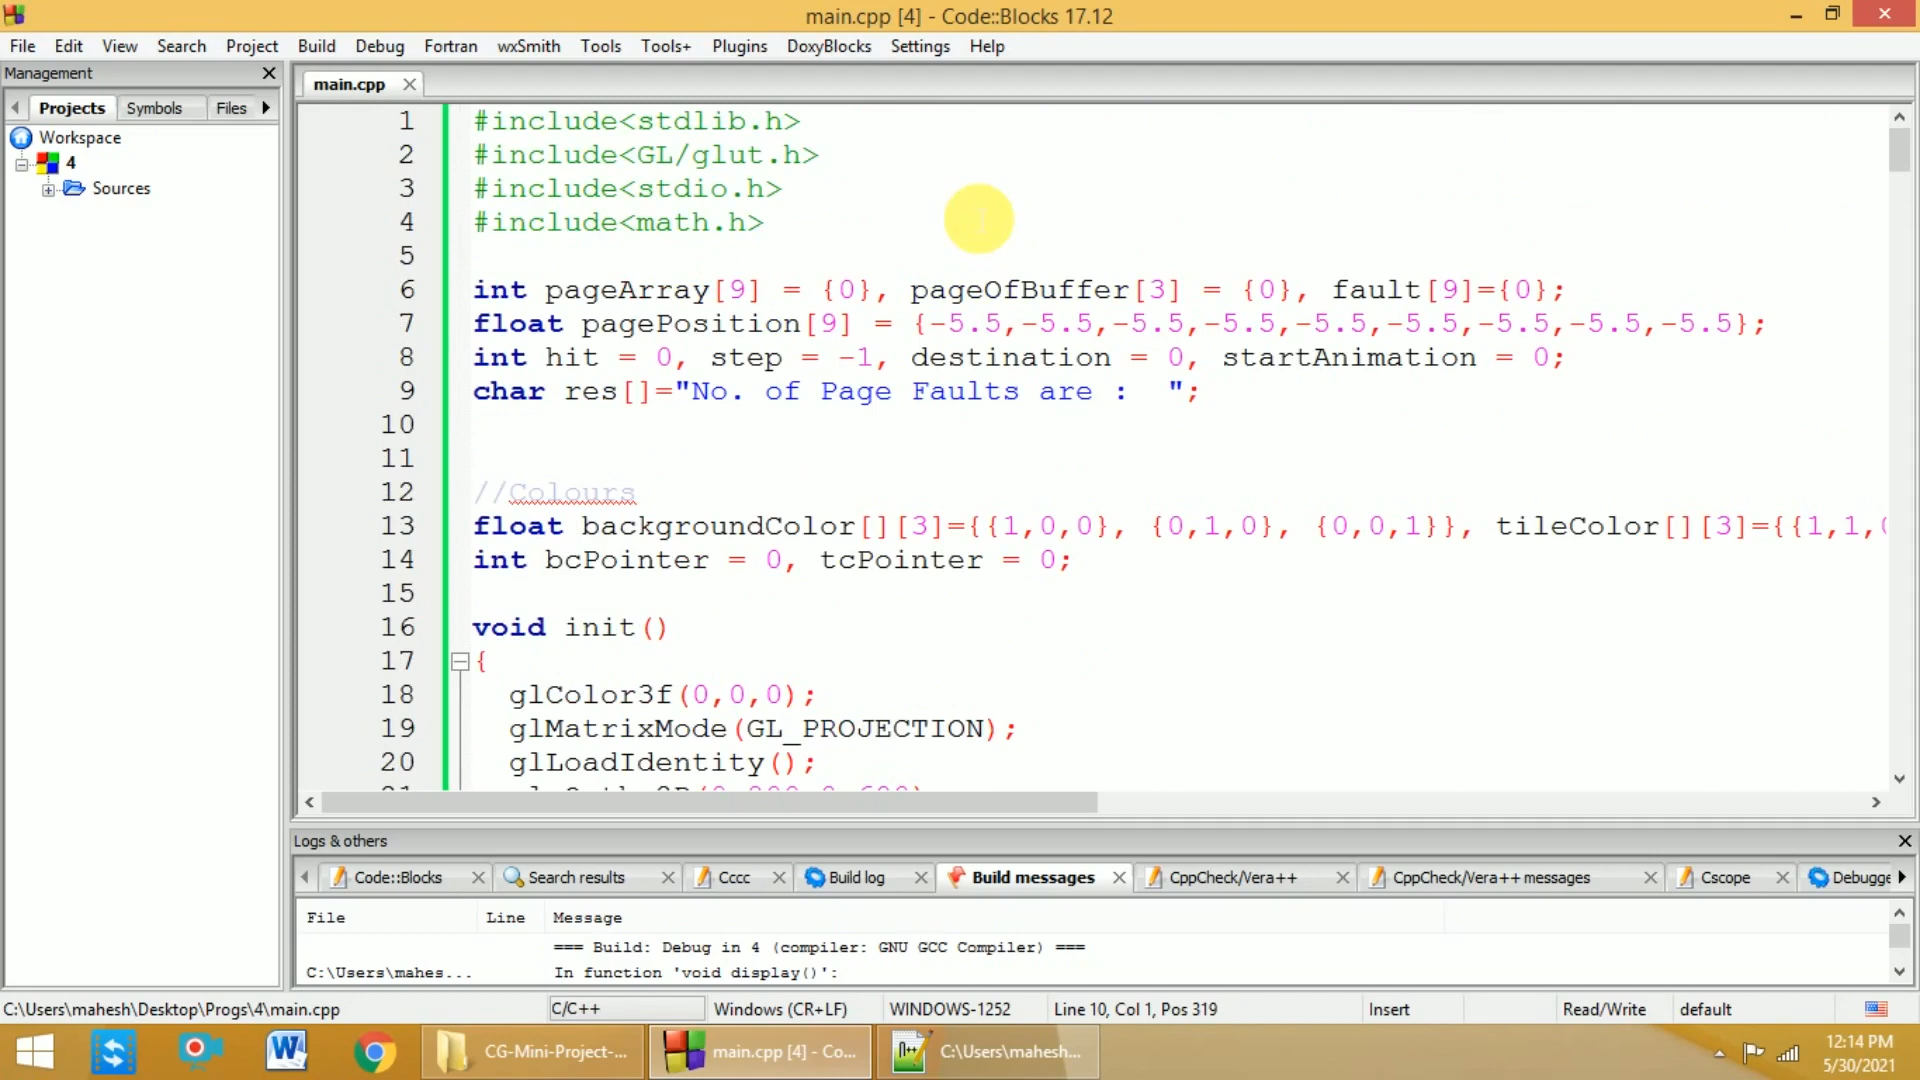 main.cpp [4] - Code::Blocks 17.12
File Edit View Search Project Build Debug Fortran wxSmith Tools Tools+ Plugins DoxyBlocks Settings Help
Management
Projects Symbols Files
Workspace
4
Sources
main.cpp
1 #include<stdlib.h>
2 #include<GL/glut.h>
3 #include<stdio.h>
4 #include<math.h>
5
6 int pageArray[9] = {0}, pageOfBuffer[3] = {0}, fault[9]={0};
7 float pagePosition[9] = {-5.5,-5.5,-5.5,-5.5,-5.5,-5.5,-5.5,-5.5,-5.5};
8 int hit = 0, step = -1, destination = 0, startAnimation = 0;
9 char res[]="No. of Page Faults are :  ";
10
11
12 //Colours
13 float backgroundColor[][3]={{1,0,0}, {0,1,0}, {0,0,1}}, tileColor[][3]={{1,1,
14 int bcPointer = 0, tcPointer = 0;
15
16 void init()
17 {
18 glColor3f(0,0,0);
19 glMatrixMode(GL_PROJECTION);
20 glLoadIdentity();
Logs & others
Code::Blocks Search results Cccc Build log Build messages CppCheck/Vera++ CppCheck/Vera++ messages Cscope Debugge
File Line Message
=== Build: Debug in 4 (compiler: GNU GCC Compiler) ===
C:\Users\mahes... In function 'void display()':
C:\Users\mahesh\Desktop\Progs\4\main.cpp C/C++ Windows (CR+LF) WINDOWS-1252 Line 10, Col 1, Pos 319 Insert Read/Write default
CG-Mini-Project-... main.cpp [4] - Co... C:\Users\mahesh... 12:14 PM
5/30/2021